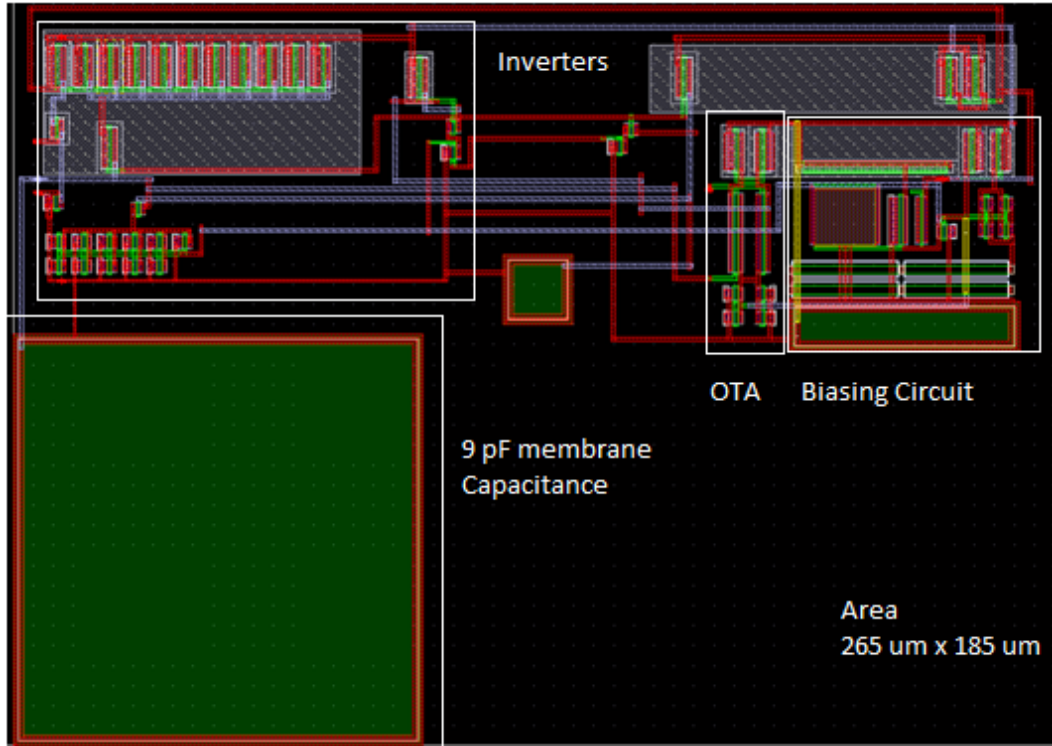 Inverters
OTA
Biasing Circuit
9 pF membrane
Capacitance
Area
265 um x 185 um